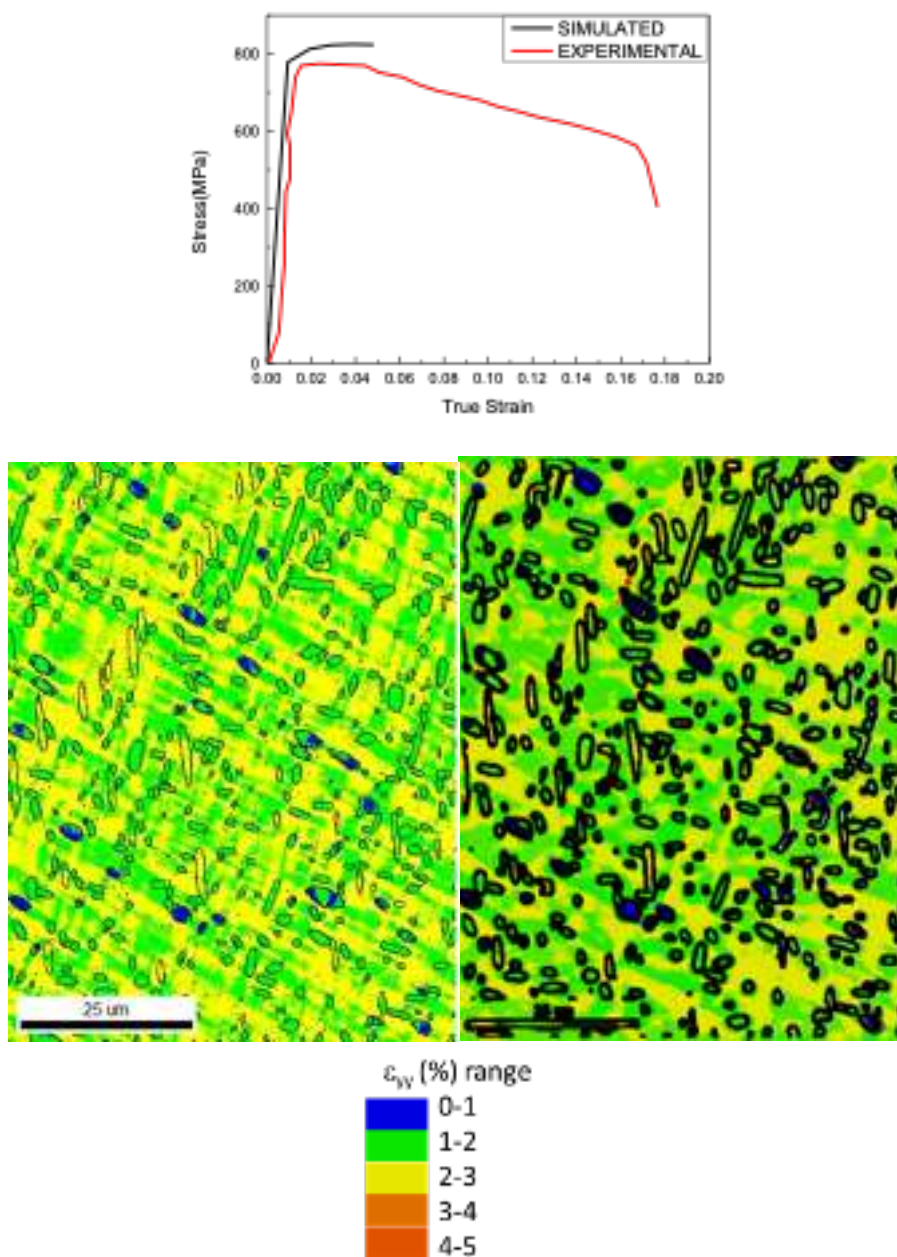 SIMULATED
EXPERIMENTAL
800
600
400
200
0
Stress(MPa)
0.00 0.02 0.04 0.06 0.08 0.10 0.12 0.14 0.16 0.18 0.20
True Strain
25 um
εyy (%) range
0-1
1-2
2-3
3-4
4-5